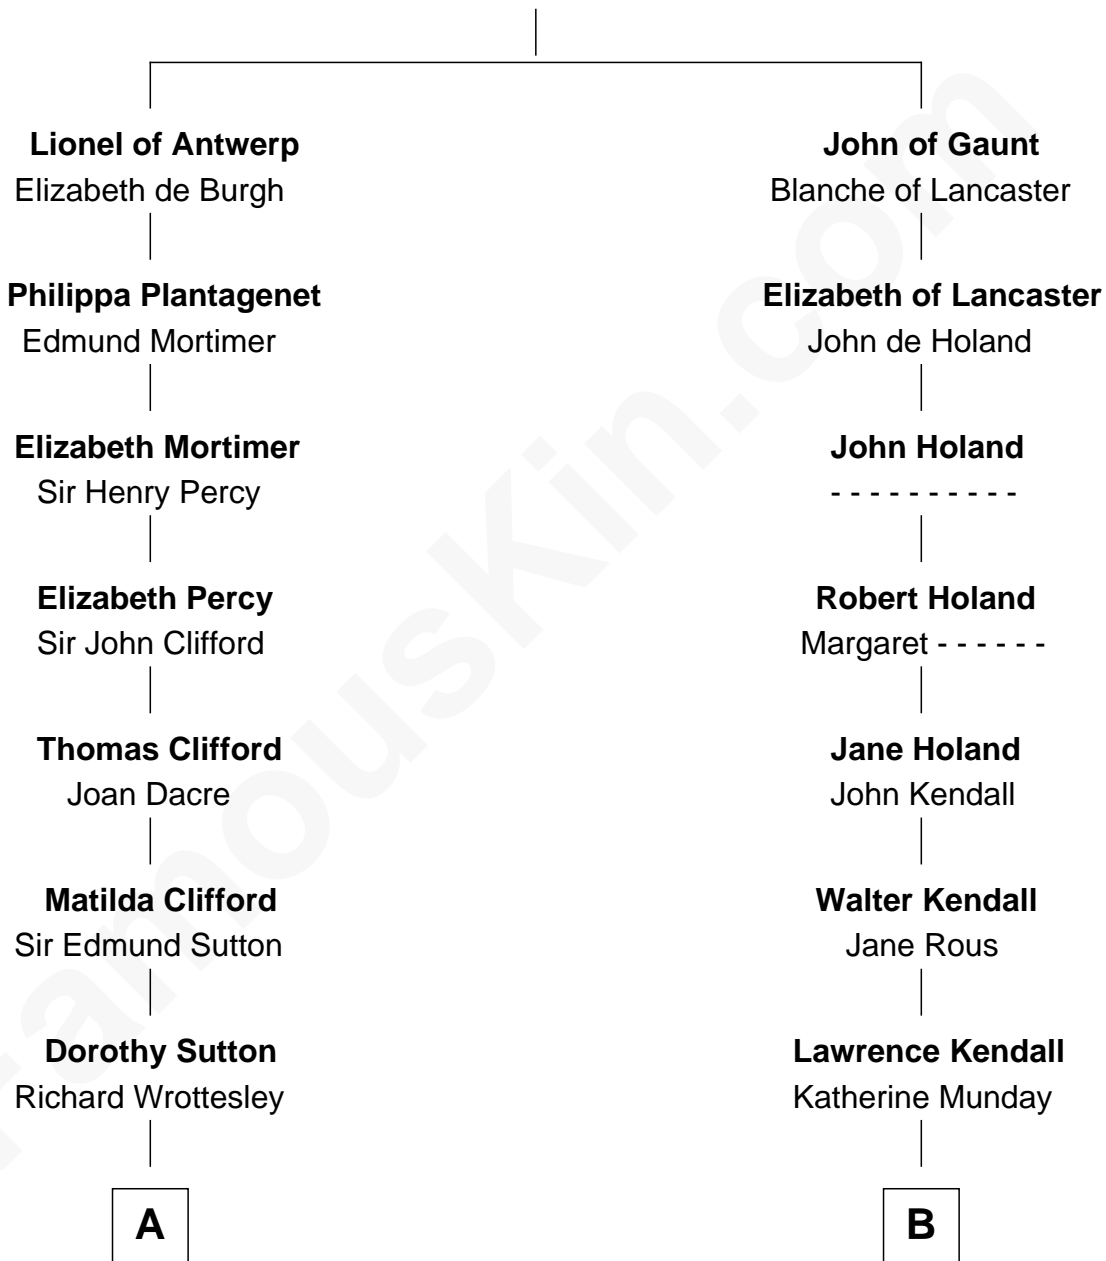 Lionel of Antwerp
Elizabeth de Burgh
Philippa Plantagenet
Edmund Mortimer
Elizabeth Mortimer
Sir Henry Percy
Elizabeth Percy
Sir John Clifford
Thomas Clifford
Joan Dacre
Matilda Clifford
Sir Edmund Sutton
Dorothy Sutton
Richard Wrottesley
A
John of Gaunt
Blanche of Lancaster
Elizabeth of Lancaster
John de Holand
John Holand
- - - - - - - - - -
Robert Holand
Margaret - - - - - -
Jane Holand
John Kendall
Walter Kendall
Jane Rous
Lawrence Kendall
Katherine Munday
B
FamousKin.com